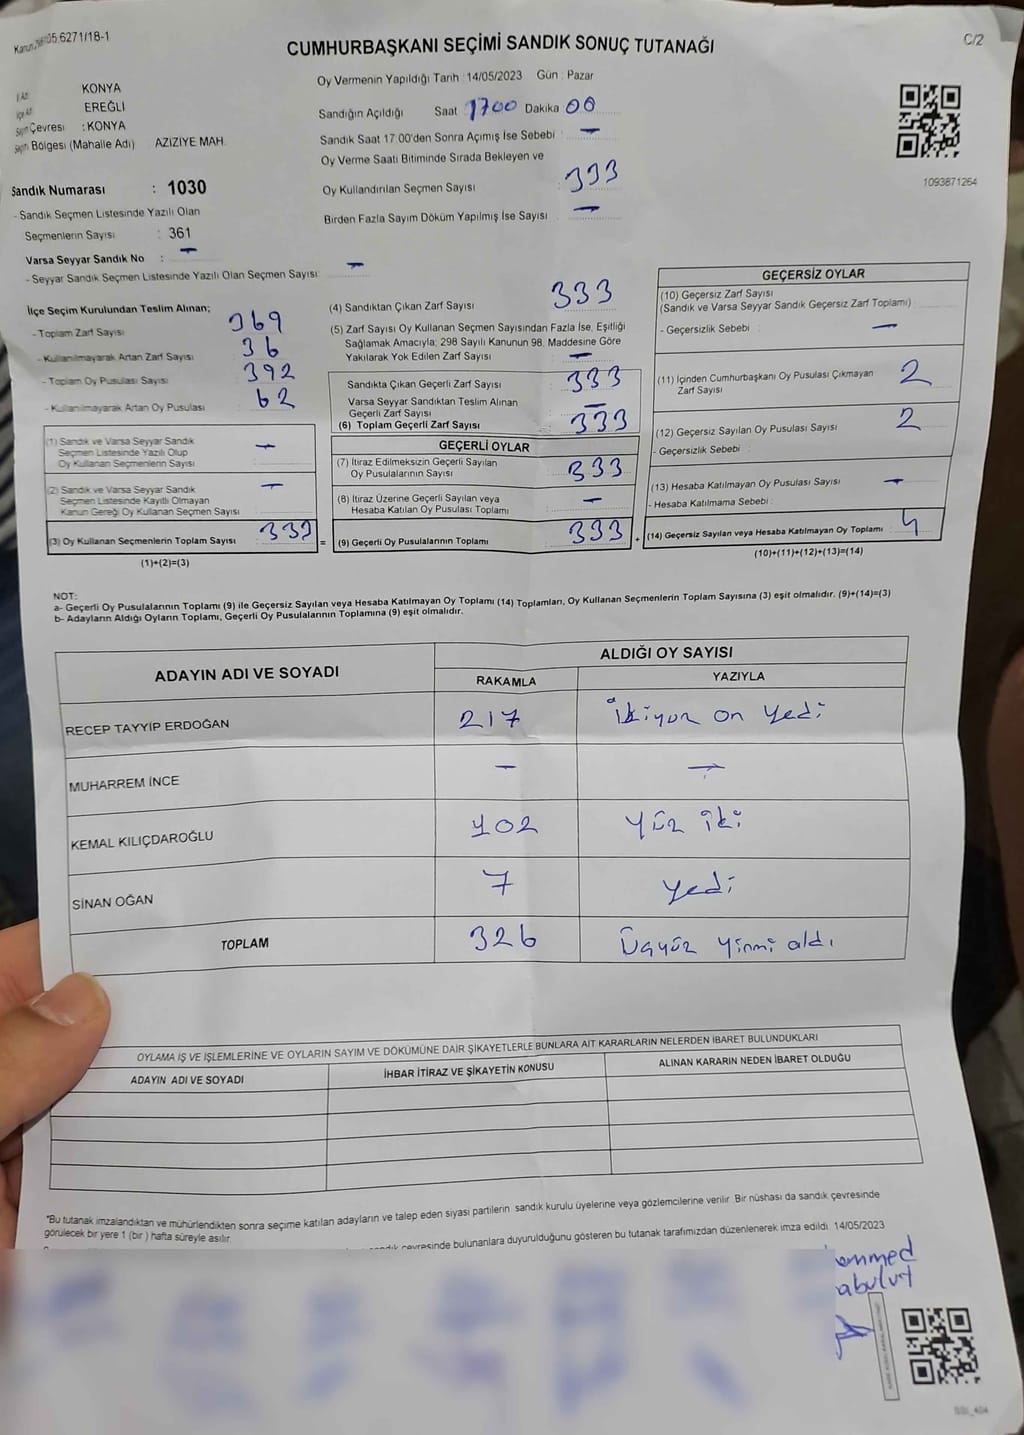 05.6271/18-1
CUMHURBAŞKANI SEÇİMİ SANDIK SONUÇ TUTANAĞI
C/2
KONYA
EREĞLİ
Seçim Çevresi : KONYA
Seçim Bölgesi (Mahalle Adı) AZIZIYE MAH.
Sandık Numarası : 1030
- Sandık Seçmen Listesinde Yazılı Olan
Seçmenlerin Sayısı : 361
Varsa Seyyar Sandık No : -
- Seyyar Sandık Seçmen Listesinde Yazılı Olan Seçmen Sayısı : -
Oy Vermenin Yapıldığı Tarih :14/05/2023 Gün : Pazar
Sandığın Açıldığı Saat 1700 Dakika 00
Sandık Saat 17.00'den Sonra Açımış İse Sebebi : -
Oy Verme Saati Bitiminde Sırada Bekleyen ve
Oy Kullandırılan Seçmen Sayısı : 333
Birden Fazla Sayım Döküm Yapılmış İse Sayısı : -
1093871264
İlçe Seçim Kurulundan Teslim Alınan;
- Toplam Zarf Sayısı 369
- Kullanılmayarak Artan Zarf Sayısı 36
- Toplam Oy Pusulası Sayısı 392
- Kullanılmayarak Artan Oy Pusulası 62
(1) Sandık ve Varsa Seyyar Sandık
Seçmen Listesinde Yazılı Olup
Oy Kullanan Seçmenlerin Sayısı : -
(2) Sandık ve Varsa Seyyar Sandık
Seçmen Listesinde Kayıtlı Olmayan
Kanun Gereği Oy Kullanan Seçmen Sayısı : -
(3) Oy Kullanan Seçmenlerin Toplam Sayısı : =
(1)+(2)=(3)
(4) Sandıktan Çıkan Zarf Sayısı 333
(5) Zarf Sayısı Oy Kullanan Seçmen Sayısından Fazla İse, Eşitliği
Sağlamak Amacıyla; 298 Sayılı Kanunun 98. Maddesine Göre
Yakılarak Yok Edilen Zarf Sayısı : -
Sandıkta Çıkan Geçerli Zarf Sayısı : 333
Varsa Seyyar Sandıktan Teslim Alınan
Geçerli Zarf Sayısı : -
(6) Toplam Geçerli Zarf Sayısı : 333
GEÇERLİ OYLAR
(7) İtiraz Edilmeksizin Geçerli Sayılan
Oy Pusulalarının Sayısı : 333
(8) İtiraz Üzerine Geçerli Sayılan veya
Hesaba Katılan Oy Pusulası Toplamı : -
(9) Geçerli Oy Pusulalarının Toplamı : 333 +
GEÇERSİZ OYLAR
(10) Geçersiz Zarf Sayısı
(Sandık ve Varsa Seyyar Sandık Geçersiz Zarf Toplamı) :
- Geçersizlik Sebebi : -
(11) İçinden Cumhurbaşkanı Oy Pusulası Çıkmayan
Zarf Sayısı : 2
(12) Geçersiz Sayılan Oy Pusulası Sayısı : 2
- Geçersizlik Sebebi :
(13) Hesaba Katılmayan Oy Pusulası Sayısı : -
- Hesaba Katılmama Sebebi :
(14) Geçersiz Sayılan veya Hesaba Katılmayan Oy Toplamı : 4
(10)+(11)+(12)+(13)=(14)
NOT:
a- Geçerli Oy Pusulalarının Toplamı (9) ile Geçersiz Sayılan veya Hesaba Katılmayan Oy Toplamı (14) Toplamları, Oy Kullanan Seçmenlerin Toplam Sayısına (3) eşit olmalıdır. (9)+(14)=(3)
b- Adayların Aldığı Oyların Toplamı, Geçerli Oy Pusulalarının Toplamına (9) eşit olmalıdır.
ADAYIN ADI VE SOYADI ALDIĞI OY SAYISI
RAKAMLA YAZIYLA
RECEP TAYYİP ERDOĞAN 217 İkiyüz on yedi
MUHARREM İNCE - -
KEMAL KILIÇDAROĞLU 102 yüz iki
SİNAN OĞAN 7 yedi
TOPLAM 326 Üçyüz yirmi altı
OYLAMA İŞ VE İŞLEMLERİNE VE OYLARIN SAYIM VE DÖKÜMÜNE DAİR ŞİKAYETLERLE BUNLARA AİT KARARLARIN NELERDEN İBARET BULUNDUKLARI
ADAYIN ADI VE SOYADI İHBAR İTİRAZ VE ŞİKAYETİN KONUSU ALINAN KARARIN NEDEN İBARET OLDUĞU
*Bu tutanak imzalandıktan ve mühürlendikten sonra seçime katılan adayların ve talep eden siyasi partilerin sandık kurulu üyelerine veya gözlemcilerine verilir. Bir nüshası da sandık çevresinde
görülecek bir yere 1 (bir ) hafta süreyle asılır.
çevresinde bulunanlara duyurulduğunu gösteren bu tutanak tarafımızdan düzenlenerek imza edildi. 14/05/2023
ommed
abulut